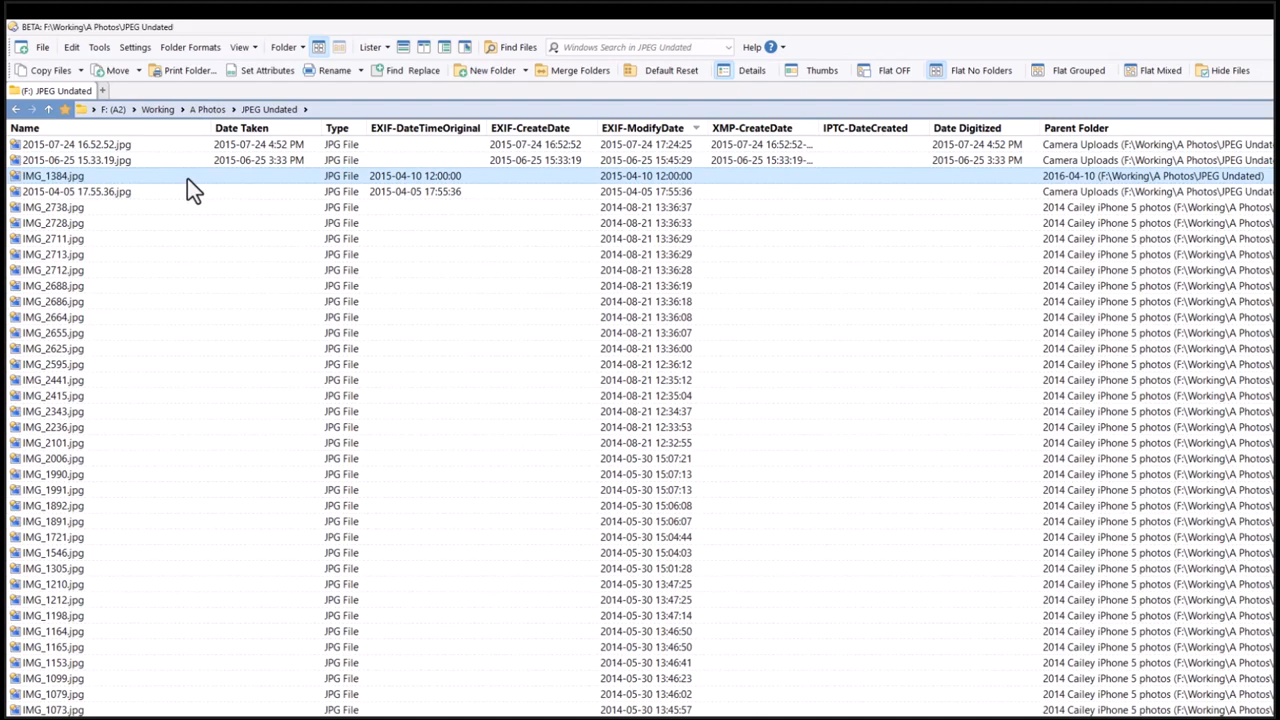 BETA: F:\Working\A Photos\JPEG Undated
File Edit Tools Settings Folder Formats View Folder Lister Find Files Windows Search in JPEG Undated Help
Copy Files Move Print Folder... Set Attributes Rename Find Replace New Folder Merge Folders Default Reset Details Thumbs Flat OFF Flat No Folders Flat Grouped Flat Mixed Hide Files
(F:) JPEG Undated +
F: (A2) Working A Photos JPEG Undated
Name Date Taken Type EXIF-DateTimeOriginal EXIF-CreateDate EXIF-ModifyDate XMP-CreateDate IPTC-DateCreated Date Digitized Parent Folder
2015-07-24 16.52.52.jpg 2015-07-24 4:52 PM JPG File 2015-07-24 16:52:52 2015-07-24 17:24:25 2015-07-24 16:52:52-... 2015-07-24 4:52 PM Camera Uploads (F:\Working\A Photos\JPEG Undate
2015-06-25 15.33.19.jpg 2015-06-25 3:33 PM JPG File 2015-06-25 15:33:19 2015-06-25 15:45:29 2015-06-25 15:33:19-... 2015-06-25 3:33 PM Camera Uploads (F:\Working\A Photos\JPEG Undate
IMG_1384.jpg JPG File 2015-04-10 12:00:00 2015-04-10 12:00:00 2016-04-10 (F:\Working\A Photos\JPEG Undated)
2015-04-05 17.55.36.jpg JPG File 2015-04-05 17:55:36 2015-04-05 17:55:36 Camera Uploads (F:\Working\A Photos\JPEG Undate
IMG_2738.jpg JPG File 2014-08-21 13:36:37 2014 Cailey iPhone 5 photos (F:\Working\A Photos\
IMG_2728.jpg JPG File 2014-08-21 13:36:33 2014 Cailey iPhone 5 photos (F:\Working\A Photos\
IMG_2711.jpg JPG File 2014-08-21 13:36:29 2014 Cailey iPhone 5 photos (F:\Working\A Photos\
IMG_2713.jpg JPG File 2014-08-21 13:36:29 2014 Cailey iPhone 5 photos (F:\Working\A Photos\
IMG_2712.jpg JPG File 2014-08-21 13:36:28 2014 Cailey iPhone 5 photos (F:\Working\A Photos\
IMG_2688.jpg JPG File 2014-08-21 13:36:19 2014 Cailey iPhone 5 photos (F:\Working\A Photos\
IMG_2686.jpg JPG File 2014-08-21 13:36:18 2014 Cailey iPhone 5 photos (F:\Working\A Photos\
IMG_2664.jpg JPG File 2014-08-21 13:36:08 2014 Cailey iPhone 5 photos (F:\Working\A Photos\
IMG_2655.jpg JPG File 2014-08-21 13:36:07 2014 Cailey iPhone 5 photos (F:\Working\A Photos\
IMG_2625.jpg JPG File 2014-08-21 13:36:00 2014 Cailey iPhone 5 photos (F:\Working\A Photos\
IMG_2595.jpg JPG File 2014-08-21 12:36:12 2014 Cailey iPhone 5 photos (F:\Working\A Photos\
IMG_2441.jpg JPG File 2014-08-21 12:35:12 2014 Cailey iPhone 5 photos (F:\Working\A Photos\
IMG_2415.jpg JPG File 2014-08-21 12:35:04 2014 Cailey iPhone 5 photos (F:\Working\A Photos\
IMG_2343.jpg JPG File 2014-08-21 12:34:37 2014 Cailey iPhone 5 photos (F:\Working\A Photos\
IMG_2236.jpg JPG File 2014-08-21 12:33:53 2014 Cailey iPhone 5 photos (F:\Working\A Photos\
IMG_2101.jpg JPG File 2014-08-21 12:32:55 2014 Cailey iPhone 5 photos (F:\Working\A Photos\
IMG_2006.jpg JPG File 2014-05-30 15:07:21 2014 Cailey iPhone 5 photos (F:\Working\A Photos\
IMG_1990.jpg JPG File 2014-05-30 15:07:13 2014 Cailey iPhone 5 photos (F:\Working\A Photos\
IMG_1991.jpg JPG File 2014-05-30 15:07:13 2014 Cailey iPhone 5 photos (F:\Working\A Photos\
IMG_1892.jpg JPG File 2014-05-30 15:06:08 2014 Cailey iPhone 5 photos (F:\Working\A Photos\
IMG_1891.jpg JPG File 2014-05-30 15:06:07 2014 Cailey iPhone 5 photos (F:\Working\A Photos\
IMG_1721.jpg JPG File 2014-05-30 15:04:44 2014 Cailey iPhone 5 photos (F:\Working\A Photos\
IMG_1546.jpg JPG File 2014-05-30 15:04:03 2014 Cailey iPhone 5 photos (F:\Working\A Photos\
IMG_1305.jpg JPG File 2014-05-30 15:01:28 2014 Cailey iPhone 5 photos (F:\Working\A Photos\
IMG_1210.jpg JPG File 2014-05-30 13:47:25 2014 Cailey iPhone 5 photos (F:\Working\A Photos\
IMG_1212.jpg JPG File 2014-05-30 13:47:25 2014 Cailey iPhone 5 photos (F:\Working\A Photos\
IMG_1198.jpg JPG File 2014-05-30 13:47:14 2014 Cailey iPhone 5 photos (F:\Working\A Photos\
IMG_1164.jpg JPG File 2014-05-30 13:46:50 2014 Cailey iPhone 5 photos (F:\Working\A Photos\
IMG_1165.jpg JPG File 2014-05-30 13:46:50 2014 Cailey iPhone 5 photos (F:\Working\A Photos\
IMG_1153.jpg JPG File 2014-05-30 13:46:41 2014 Cailey iPhone 5 photos (F:\Working\A Photos\
IMG_1099.jpg JPG File 2014-05-30 13:46:23 2014 Cailey iPhone 5 photos (F:\Working\A Photos\
IMG_1079.jpg JPG File 2014-05-30 13:46:02 2014 Cailey iPhone 5 photos (F:\Working\A Photos\
IMG_1073.jpg JPG File 2014-05-30 13:45:57 2014 Cailey iPhone 5 photos (F:\Working\A Photos\